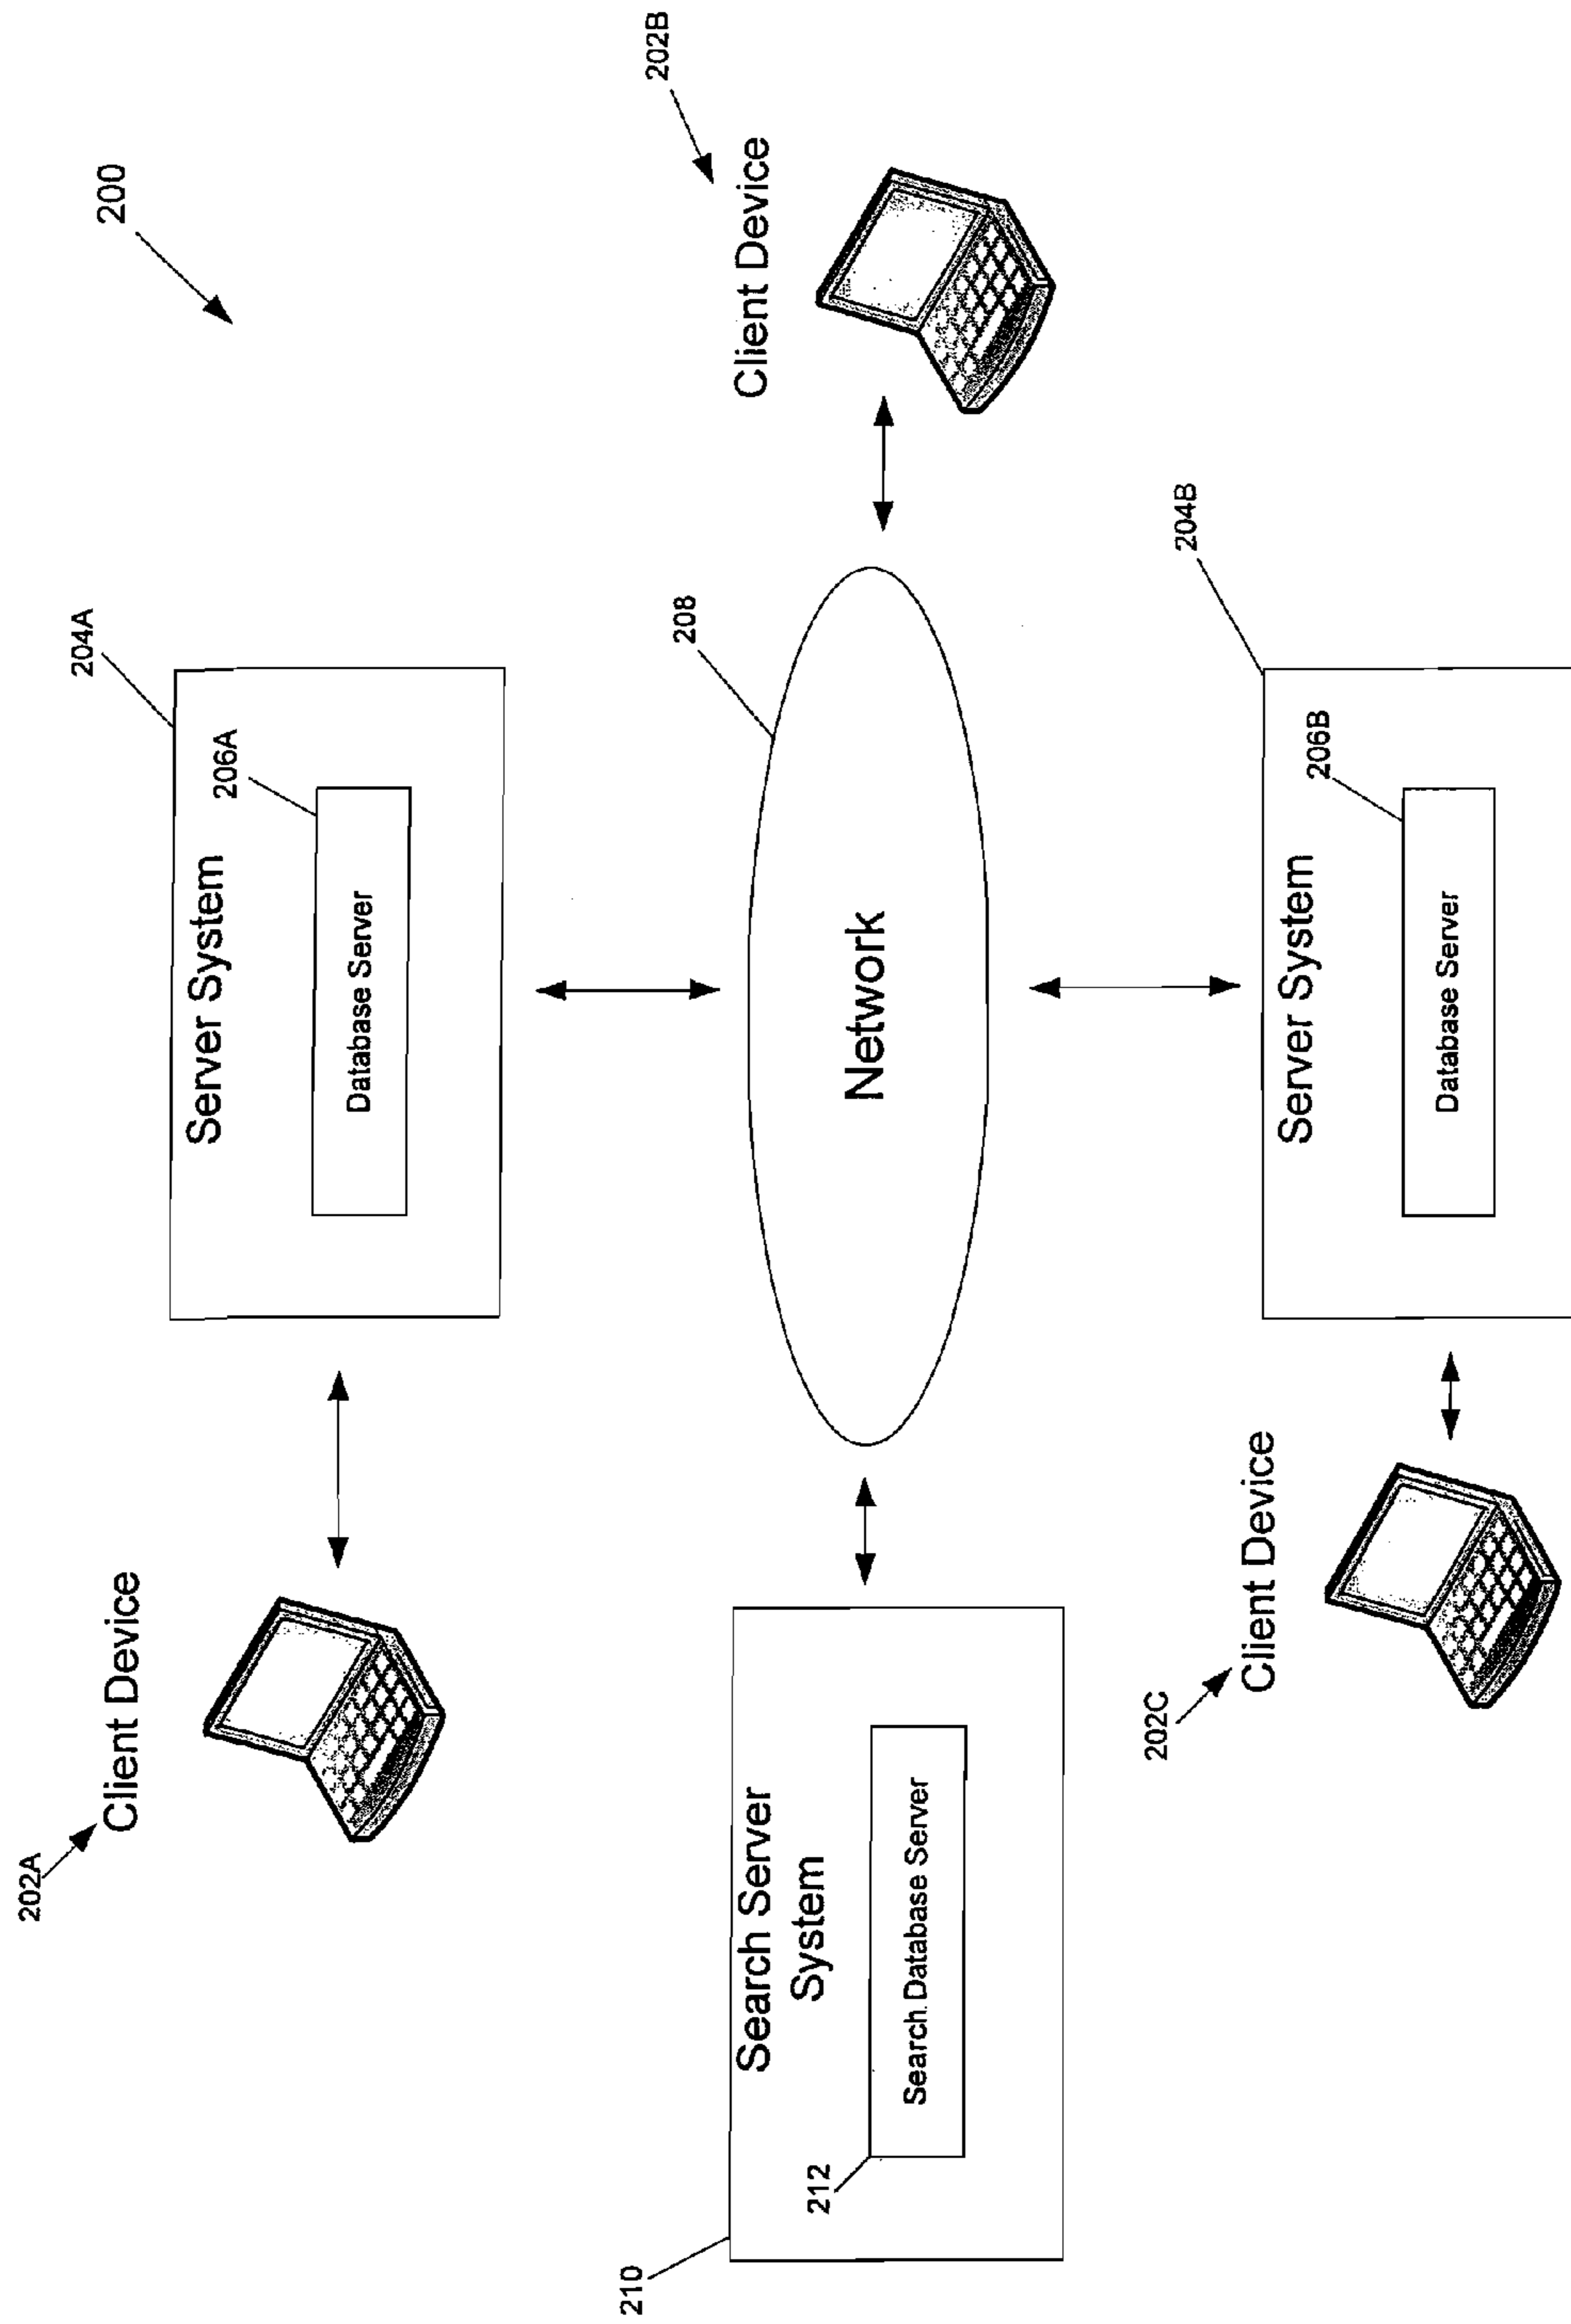 200
202A
Client Device
204A
Server System
206A
Database Server
202B
Client Device
208
Network
210
Search Server
System
212
Search Database Server
202C
Client Device
204B
Server System
206B
Database Server